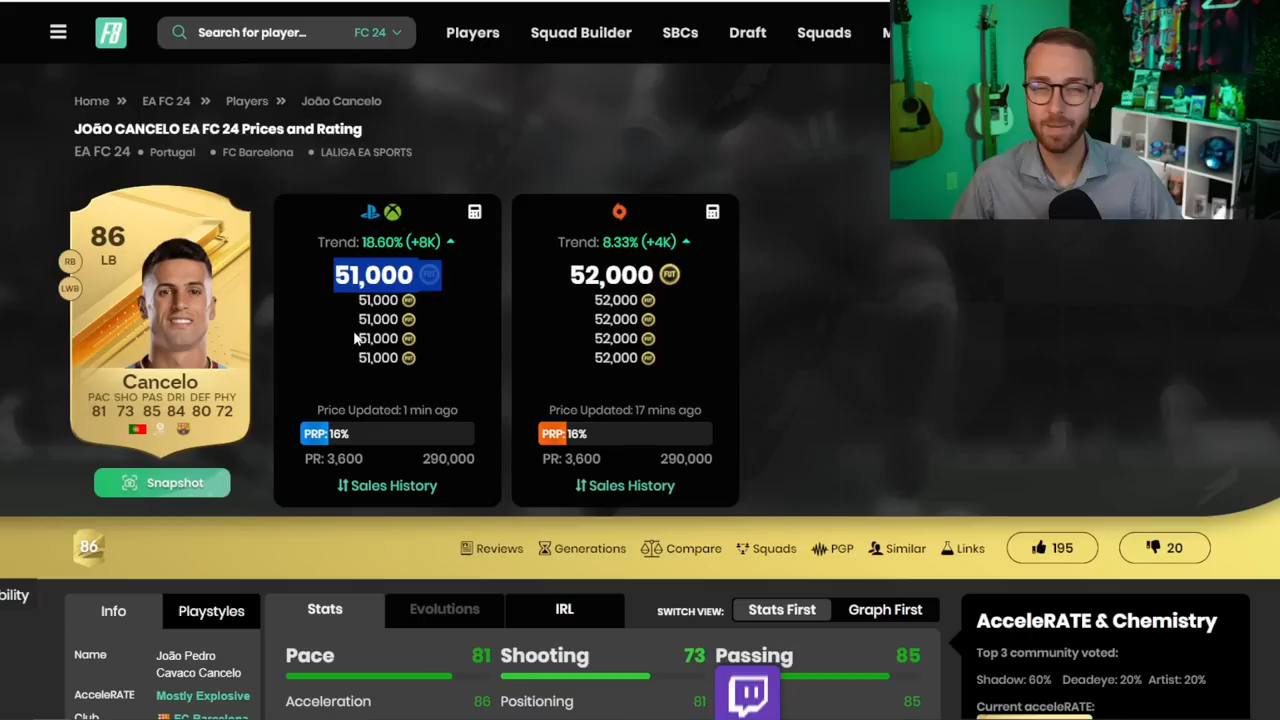 FB
Search for player... FC 24
Players
Squad Builder
SBCs
Draft
Squads
Home » EA FC 24 » Players » João Cancelo
JOãO CANCELO EA FC 24 Prices and Rating
EA FC 24 • Portugal • FC Barcelona • LALIGA EA SPORTS
86
LB
RB
LWB
Cancelo
PAC SHO PAS DRI DEF PHY
81 73 85 84 80 72
Snapshot
Trend: 18.60% (+8K)
51,000 FUT
51,000
51,000
51,000
51,000
Price Updated: 1 min ago
PRP: 16%
PR: 3,600 290,000
Sales History
Trend: 8.33% (+4K)
52,000 FUT
52,000
52,000
52,000
52,000
Price Updated: 17 mins ago
PRP: 16%
PR: 3,600 290,000
Sales History
86
Reviews
Generations
Compare
Squads
PGP
Similar
Links
195
20
bility
Info
Playstyles
Name João Pedro
Cavaco Cancelo
AcceleRATE Mostly Explosive
Club FC Barcelona
Stats
Evolutions
IRL
SWITCH VIEW: Stats First Graph First
Pace 81
Acceleration 86
Shooting 73
Positioning 81
Passing 85
85
AcceleRATE & Chemistry
Top 3 community voted:
Shadow: 60% Deadeye: 20% Artist: 20%
Current acceleRATE: